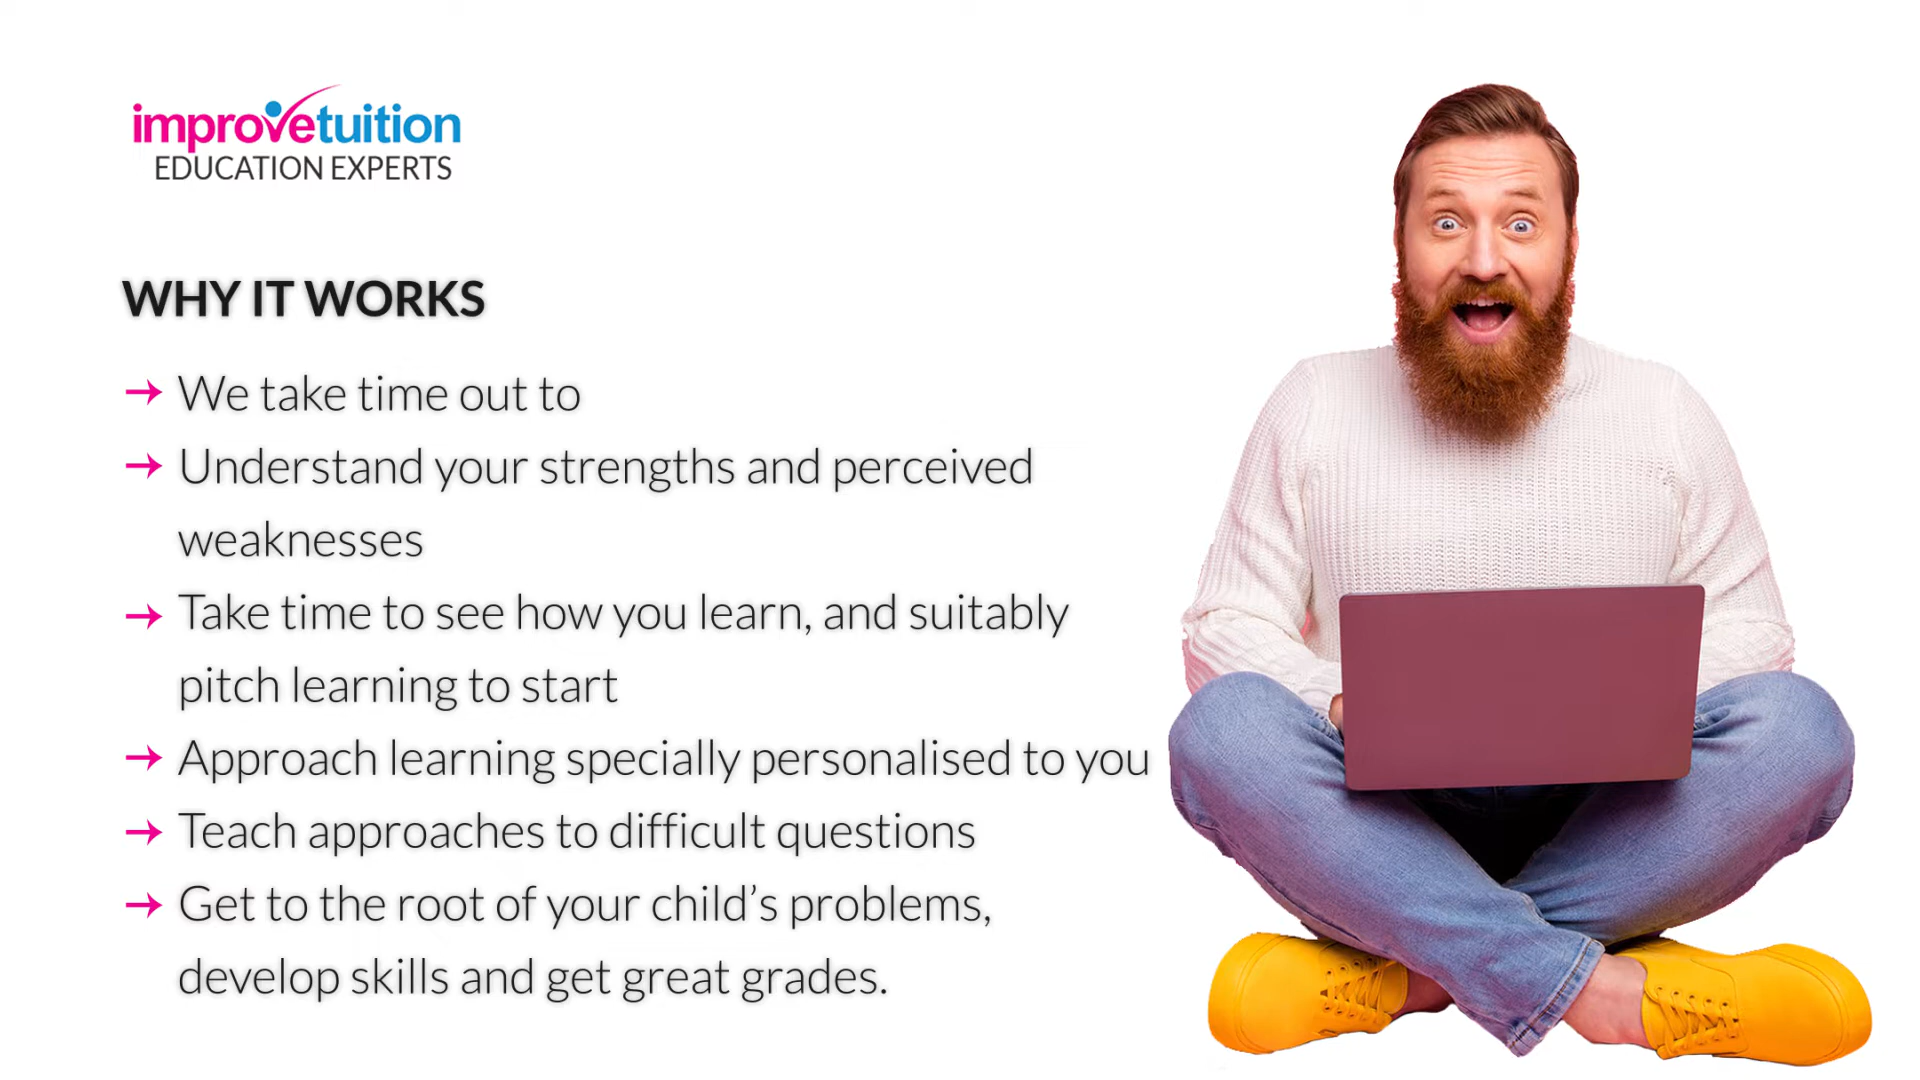 improvetuition
EDUCATION EXPERTS
WHY IT WORKS
We take time out to
Understand your strengths and perceived
weaknesses
Take time to see how you learn, and suitably
pitch learning to start
Approach learning specially personalised to you
Teach approaches to difficult questions
Get to the root of your child’s problems,
develop skills and get great grades.